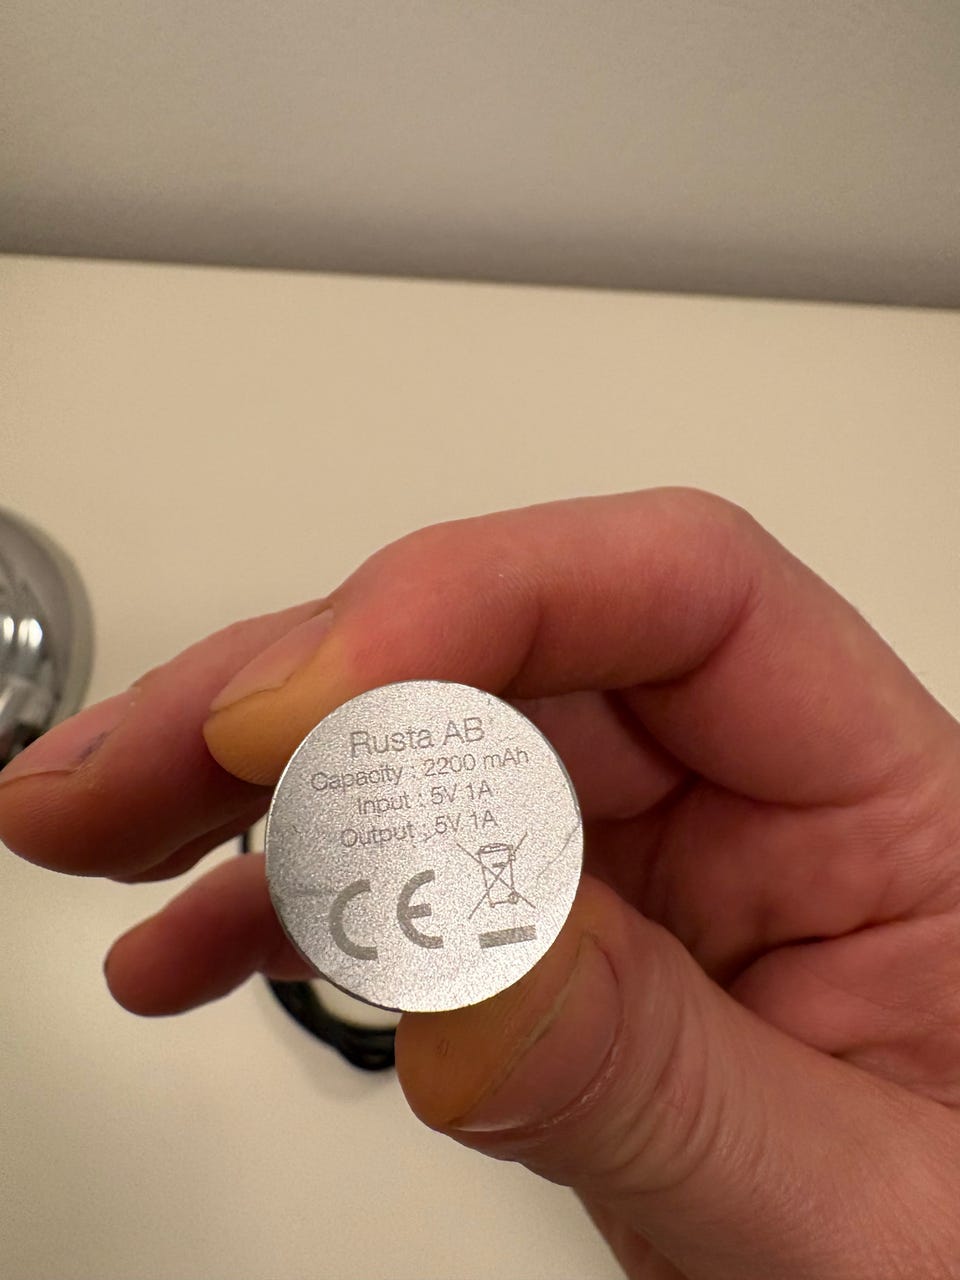 Rusta AB
Capacity : 2200 mAh
Input : 5V 1A
Output : 5V 1A
CE